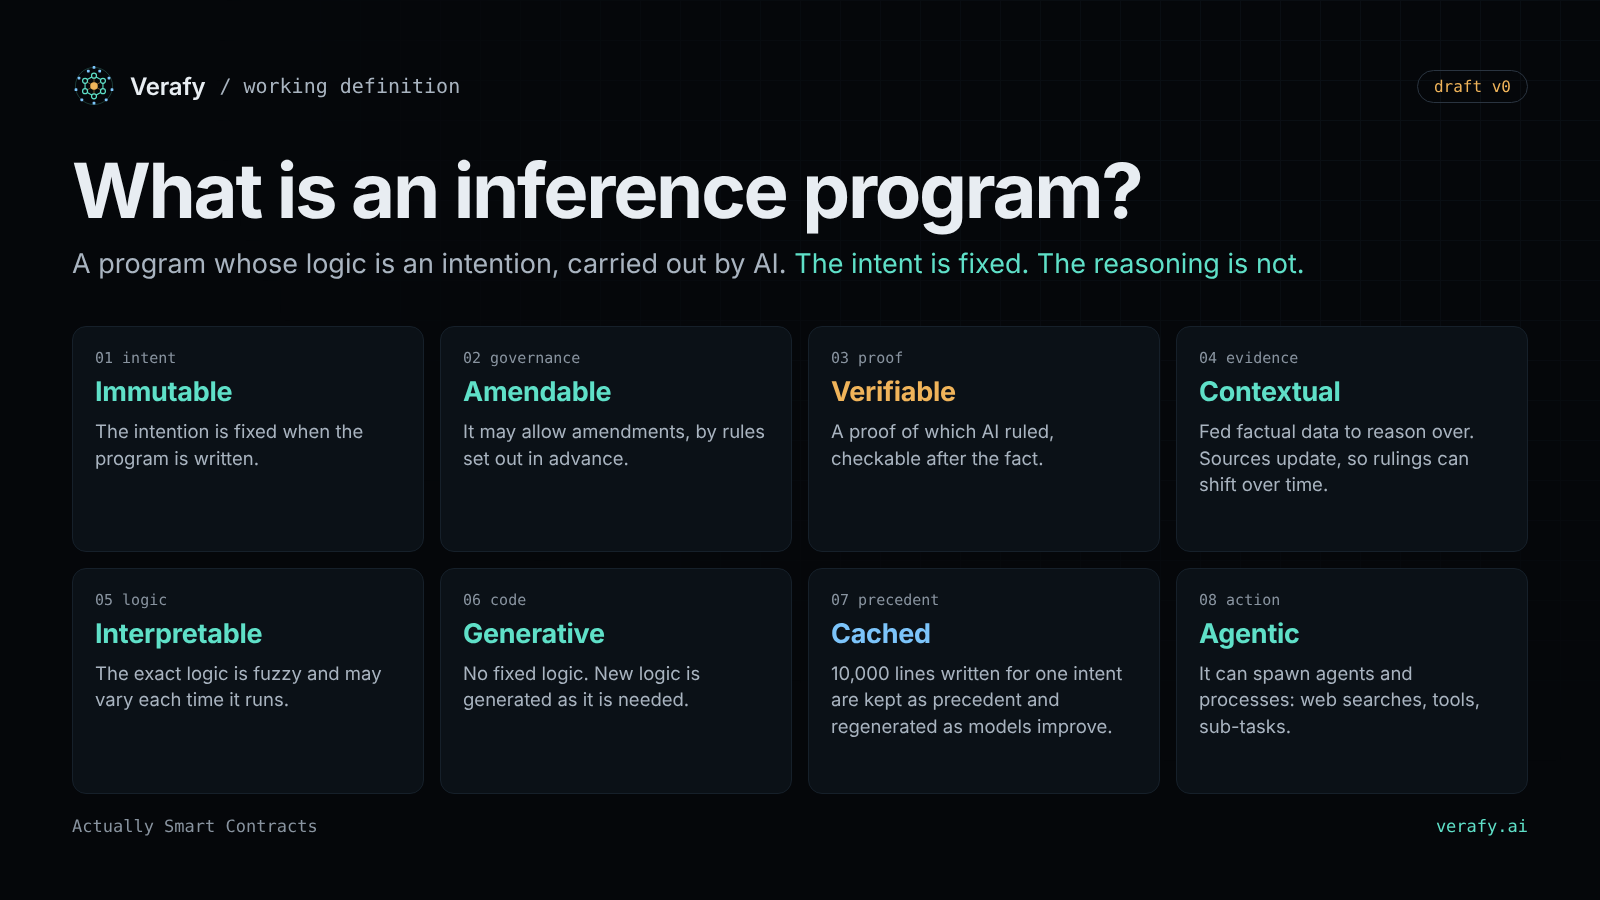 Verafy / working definition
draft v0
What is an inference program?
A program whose logic is an intention, carried out by AI. The intent is fixed. The reasoning is not.
01 intent
Immutable
The intention is fixed when the
program is written.
02 governance
Amendable
It may allow amendments, by rules
set out in advance.
03 proof
Verifiable
A proof of which AI ruled,
checkable after the fact.
04 evidence
Contextual
Fed factual data to reason over.
Sources update, so rulings can
shift over time.
05 logic
Interpretable
The exact logic is fuzzy and may
vary each time it runs.
06 code
Generative
No fixed logic. New logic is
generated as it is needed.
07 precedent
Cached
10,000 lines written for one intent
are kept as precedent and
regenerated as models improve.
08 action
Agentic
It can spawn agents and
processes: web searches, tools,
sub-tasks.
Actually Smart Contracts
verafy.ai